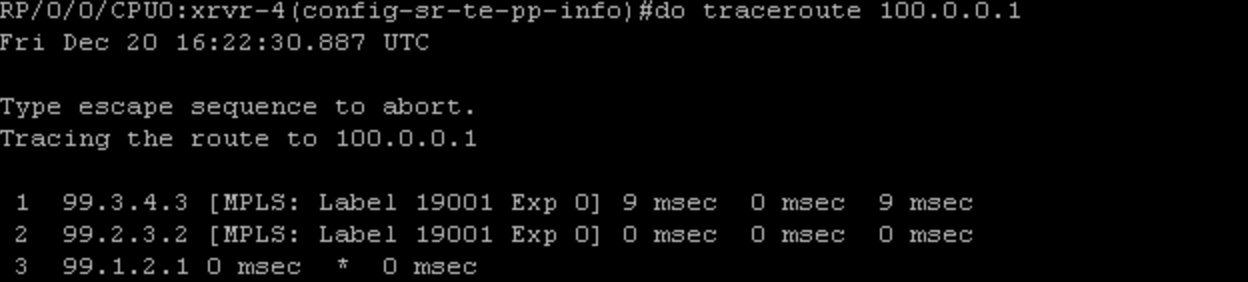 RP/0/0/CPU0:xrvr-4(config-sr-te-pp-info)#do traceroute 100.0.0.1
Fri Dec 20 16:22:30.887 UTC
Type escape sequence to abort.
Tracing the route to 100.0.0.1
1 99.3.4.3 [MPLS: Label 19001 Exp 0] 9 msec 0 msec 9 msec
2 99.2.3.2 [MPLS: Label 19001 Exp 0] 0 msec 0 msec 0 msec
3 99.1.2.1 0 msec * 0 msec